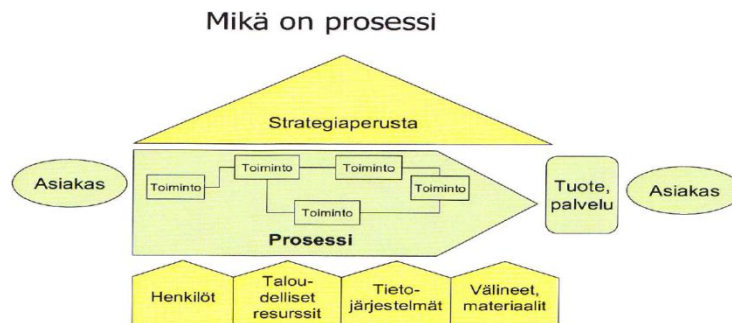 Mikä on prosessi
Strategiaperusta
Asiakas
Toiminto
Toiminto
Toiminto
Toiminto
Toiminto
Prosessi
Tuote,
palvelu
Asiakas
Henkilöt
Talou-
delliset
resurssit
Tieto-
järjestelmät
Välineet,
materiaalit